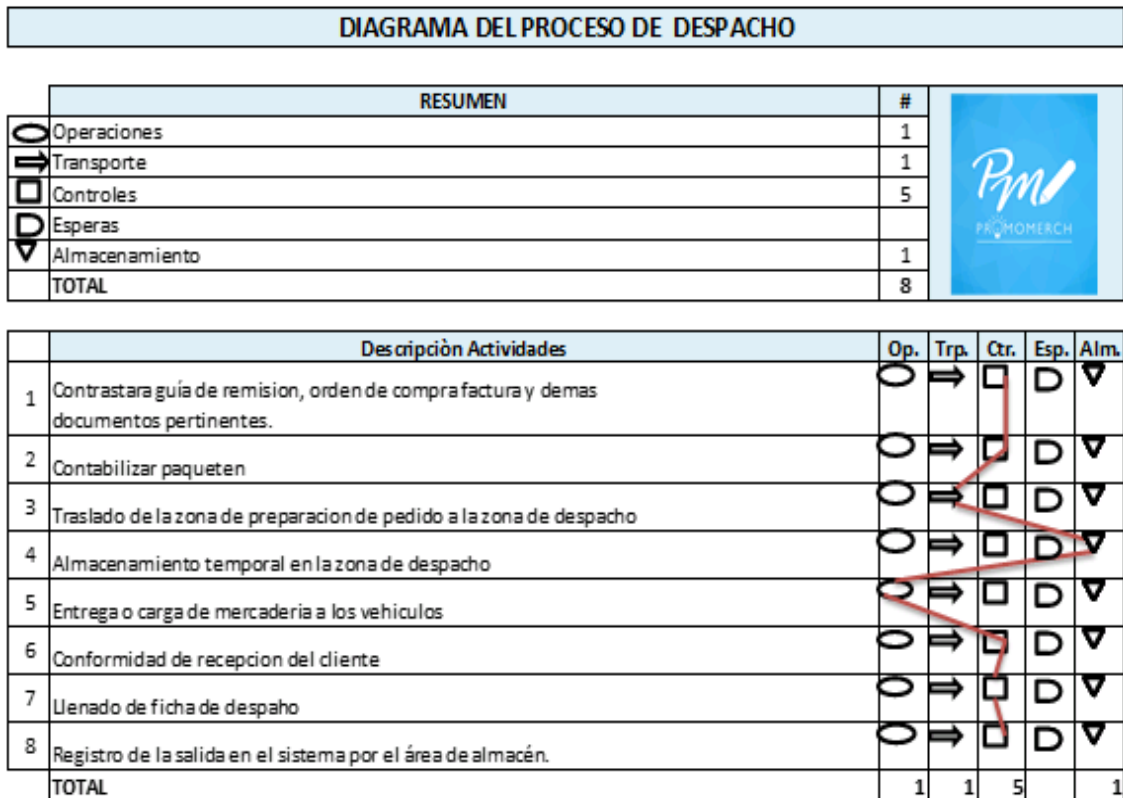 DIAGRAMA DEL PROCESO DE DESPACHO
RESUMEN #
Operaciones 1
Transporte 1
Controles 5
Esperas
Almacenamiento 1
TOTAL 8
PM
PROMOMERCH
Descripciòn Actividades Op. Trp. Ctr. Esp. Alm.
1 Contrastara guía de remision, orden de compra factura y demas
documentos pertinentes.
2 Contabilizar paqueten
3 Traslado de la zona de preparacion de pedido a la zona de despacho
4 Almacenamiento temporal en la zona de despacho
5 Entrega o carga de mercaderia a los vehiculos
6 Conformidad de recepcion del cliente
7 Llenado de ficha de despaho
8 Registro de la salida en el sistema por el área de almacén.
TOTAL 1 1 5 1